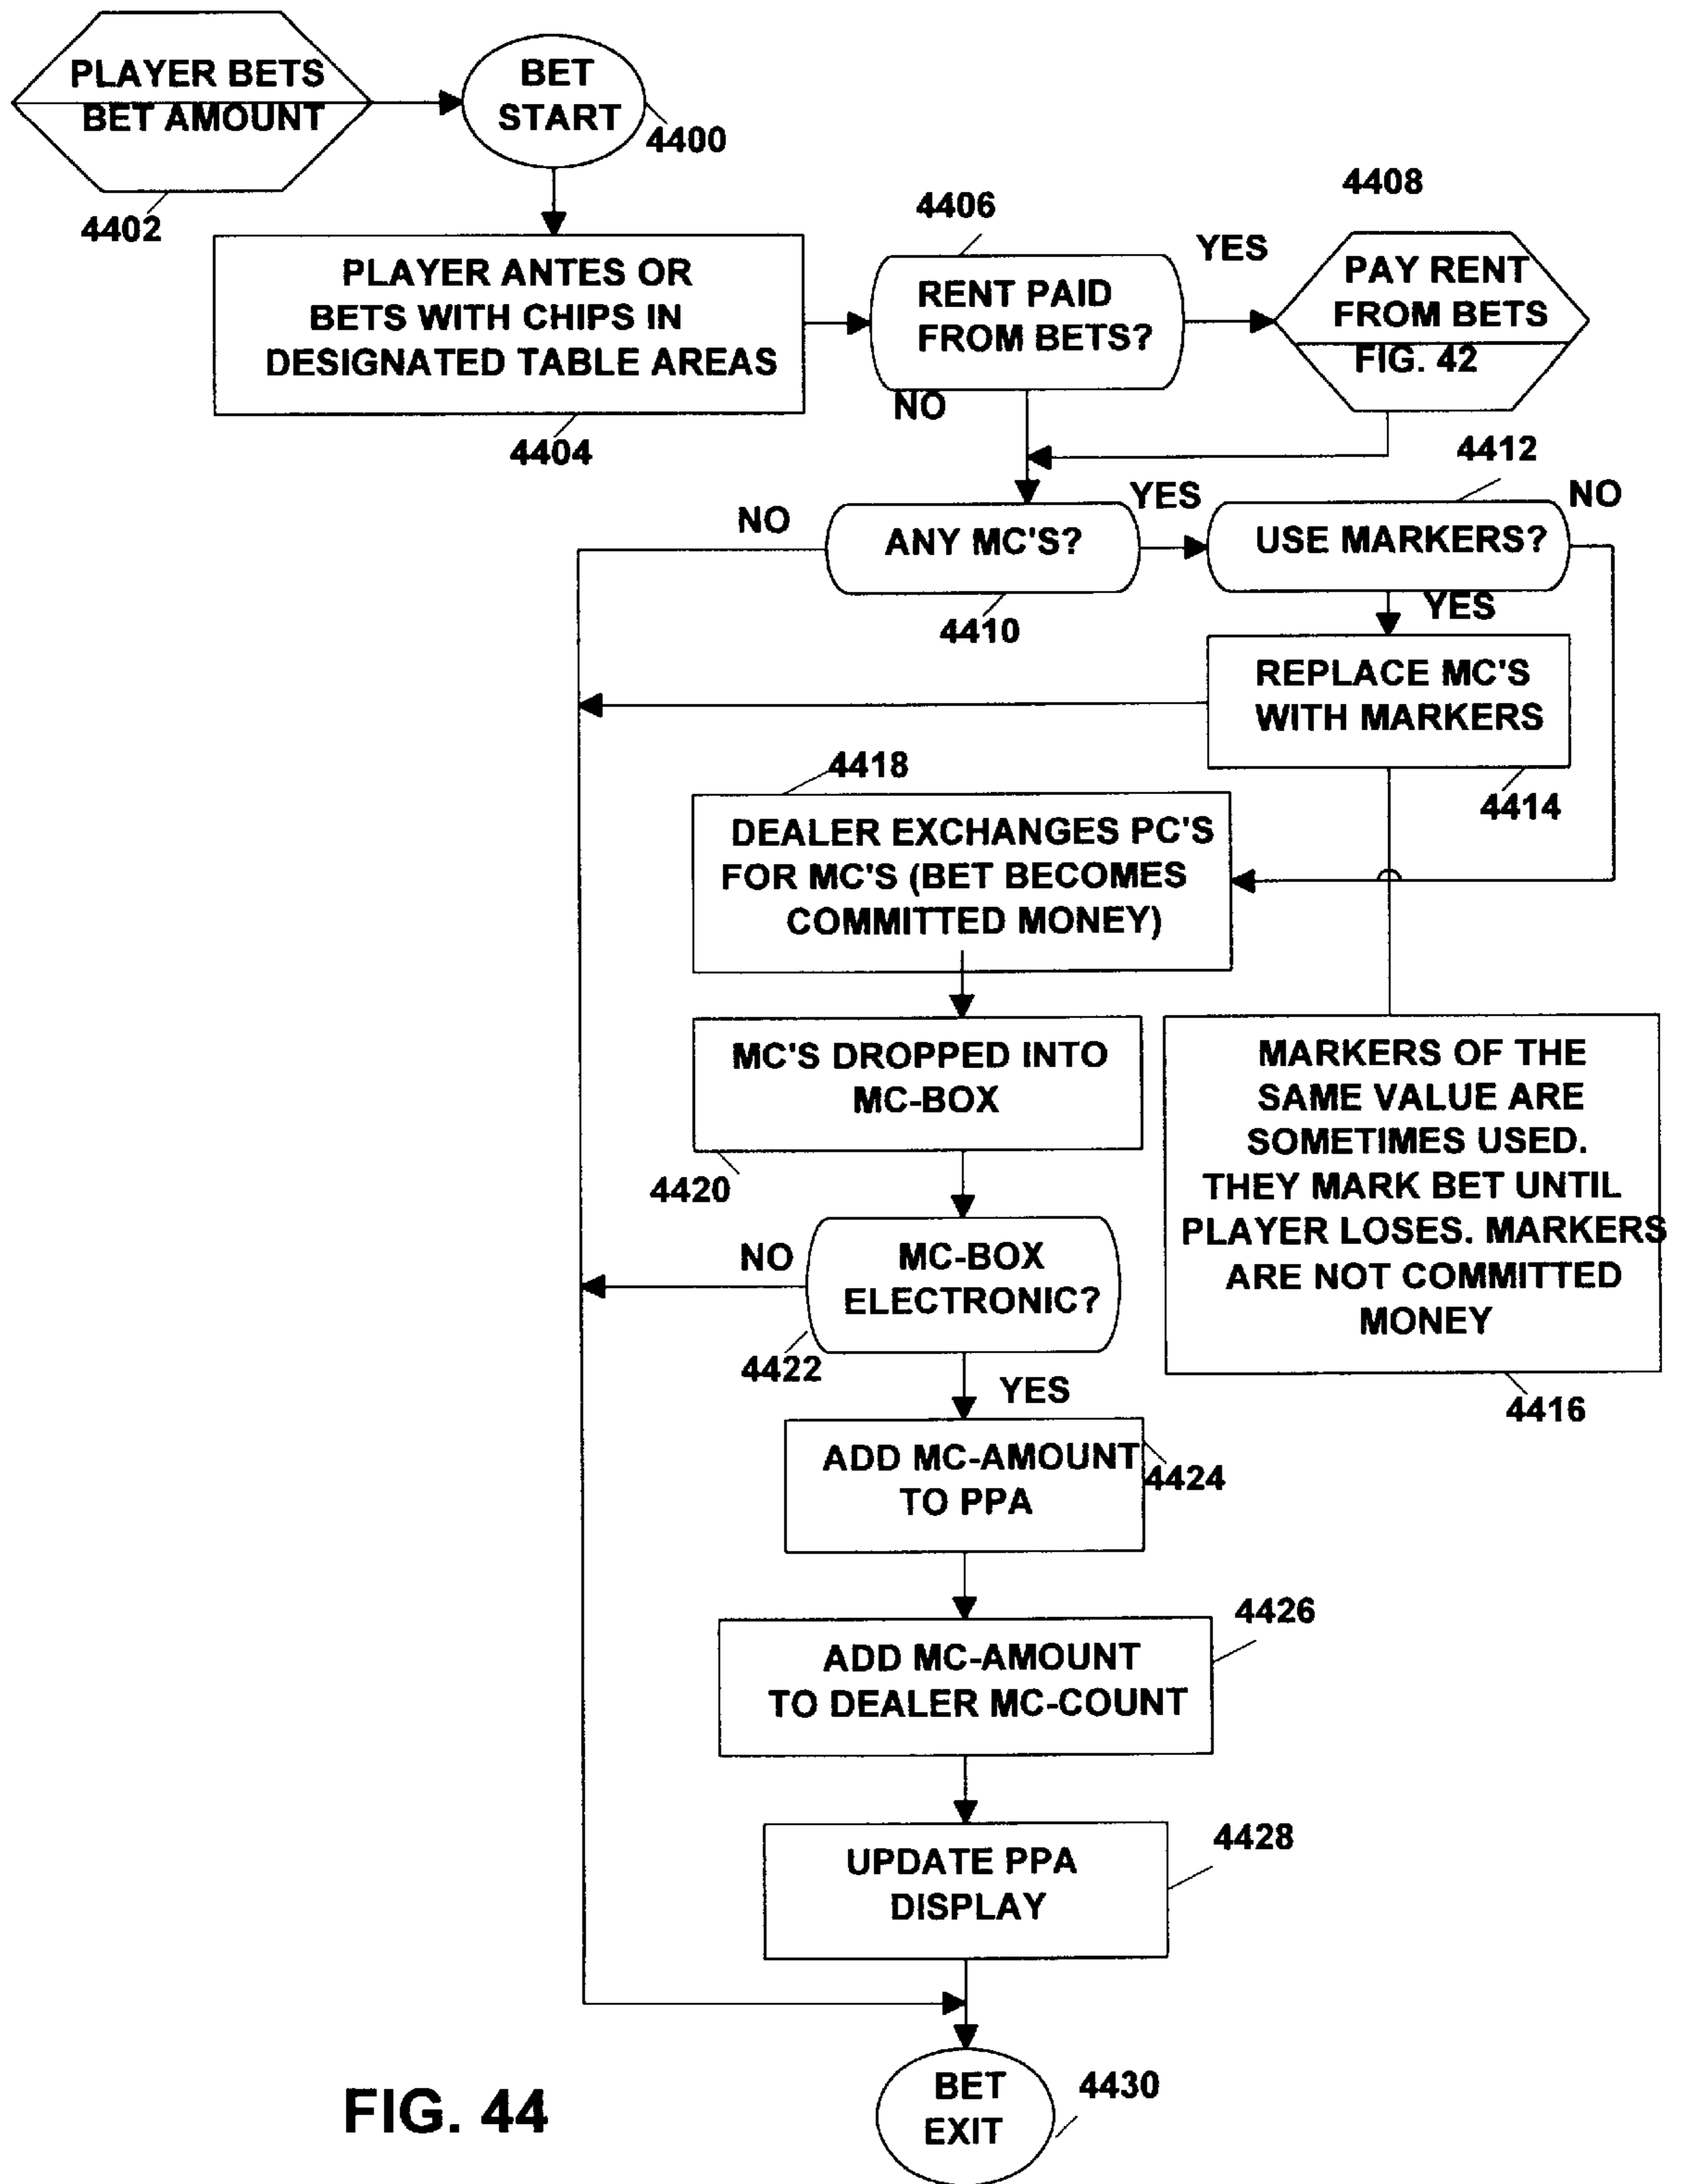 PLAYER BETS
BET AMOUNT
4402
BET
START
4400
PLAYER ANTES OR
BETS WITH CHIPS IN
DESIGNATED TABLE AREAS
4404
4406
RENT PAID
FROM BETS?
YES
NO
4408
PAY RENT
FROM BETS
FIG. 42
NO
ANY MC'S?
YES
4410
4412
USE MARKERS?
NO
YES
REPLACE MC'S
WITH MARKERS
4414
4418
DEALER EXCHANGES PC'S
FOR MC'S (BET BECOMES
COMMITTED MONEY)
MC'S DROPPED INTO
MC-BOX
4420
MARKERS OF THE
SAME VALUE ARE
SOMETIMES USED.
THEY MARK BET UNTIL
PLAYER LOSES. MARKERS
ARE NOT COMMITTED
MONEY
4416
NO
MC-BOX
ELECTRONIC?
4422
YES
ADD MC-AMOUNT
TO PPA
4424
4426
ADD MC-AMOUNT
TO DEALER MC-COUNT
4428
UPDATE PPA
DISPLAY
BET
EXIT
4430
FIG. 44